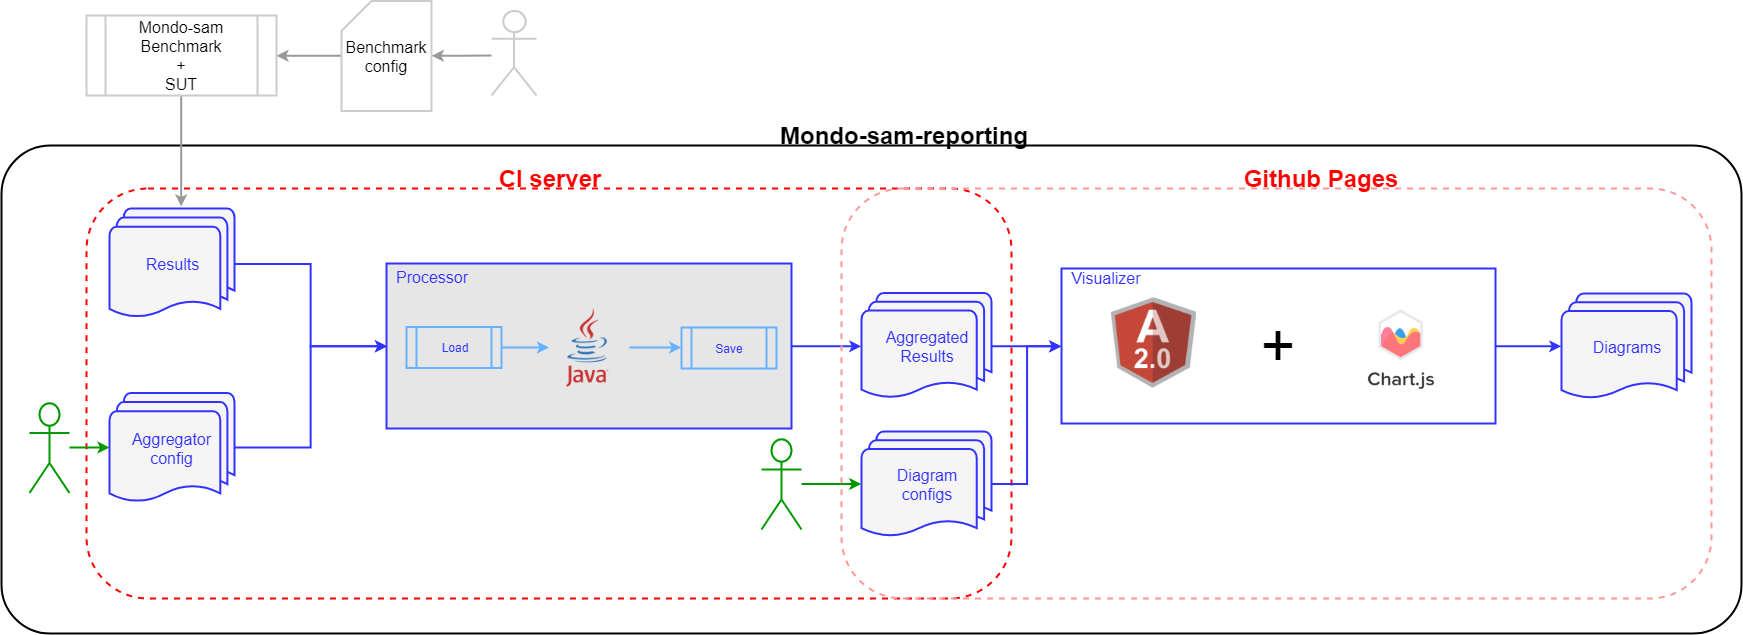 Mondo-sam
Benchmark
+
SUT
Benchmark
config
Mondo-sam-reporting
CI server
Github Pages
Results
Processor
Load
Java
Save
Aggregator
config
Aggregated
Results
Diagram
configs
Visualizer
A
2.0
+
Chart.js
Diagrams